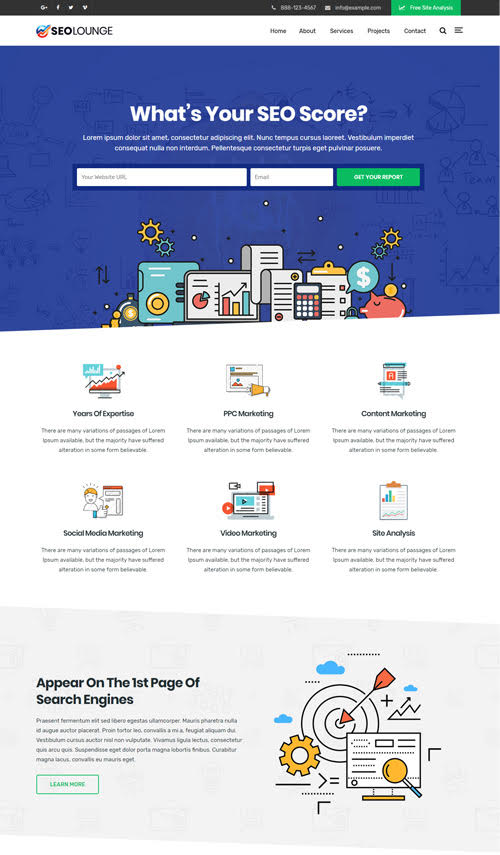 888-123-4567 info@example.com Free Site Analysis
SEOLOUNGE
Home About Services Projects Contact
What's Your SEO Score?
Lorem ipsum dolor sit amet, consectetur adipiscing elit. Nunc tempus cursus laoreet. Vestibulum imperdiet
consequat nulla non interdum. Pellentesque consectetur turpis eget pulvinar posuere.
Your Website URL Email GET YOUR REPORT
Years Of Expertise
There are many variations of passages of Lorem
Ipsum available, but the majority have suffered
alteration in some form believable.
PPC Marketing
There are many variations of passages of Lorem
Ipsum available, but the majority have suffered
alteration in some form believable.
Content Marketing
There are many variations of passages of Lorem
Ipsum available, but the majority have suffered
alteration in some form believable.
Social Media Marketing
There are many variations of passages of Lorem
Ipsum available, but the majority have suffered
alteration in some form believable.
Video Marketing
There are many variations of passages of Lorem
Ipsum available, but the majority have suffered
alteration in some form believable.
Site Analysis
There are many variations of passages of Lorem
Ipsum available, but the majority have suffered
alteration in some form believable.
Appear On The 1st Page Of
Search Engines
Praesent fermentum elit sed libero egestas ullamcorper. Mauris pharetra nulla
id augue auctor placerat. Proin tortor leo, convallis a mi a, feugiat aliquam dui.
Vestibulum cursus auctor nisl non vulputate. Vivamus ligula lectus, consectetur
quis arcu quis. Suspendisse eget dolor porta magna lobortis finibus. Curabitur
magna lacus, convallis eu mauris eget.
LEARN MORE